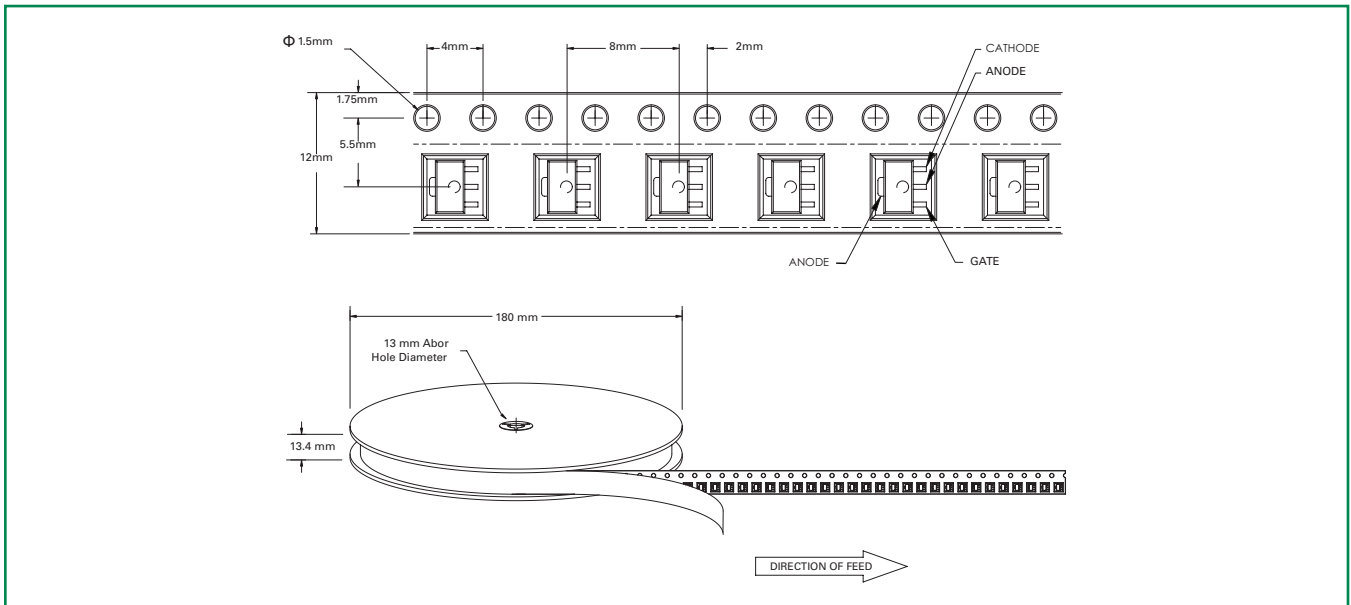 Φ 1.5mm
4mm
8mm
2mm
CATHODE
ANODE
1.75mm
5.5mm
12mm
ANODE
GATE
180 mm
13 mm Abor
Hole Diameter
13.4 mm
DIRECTION OF FEED